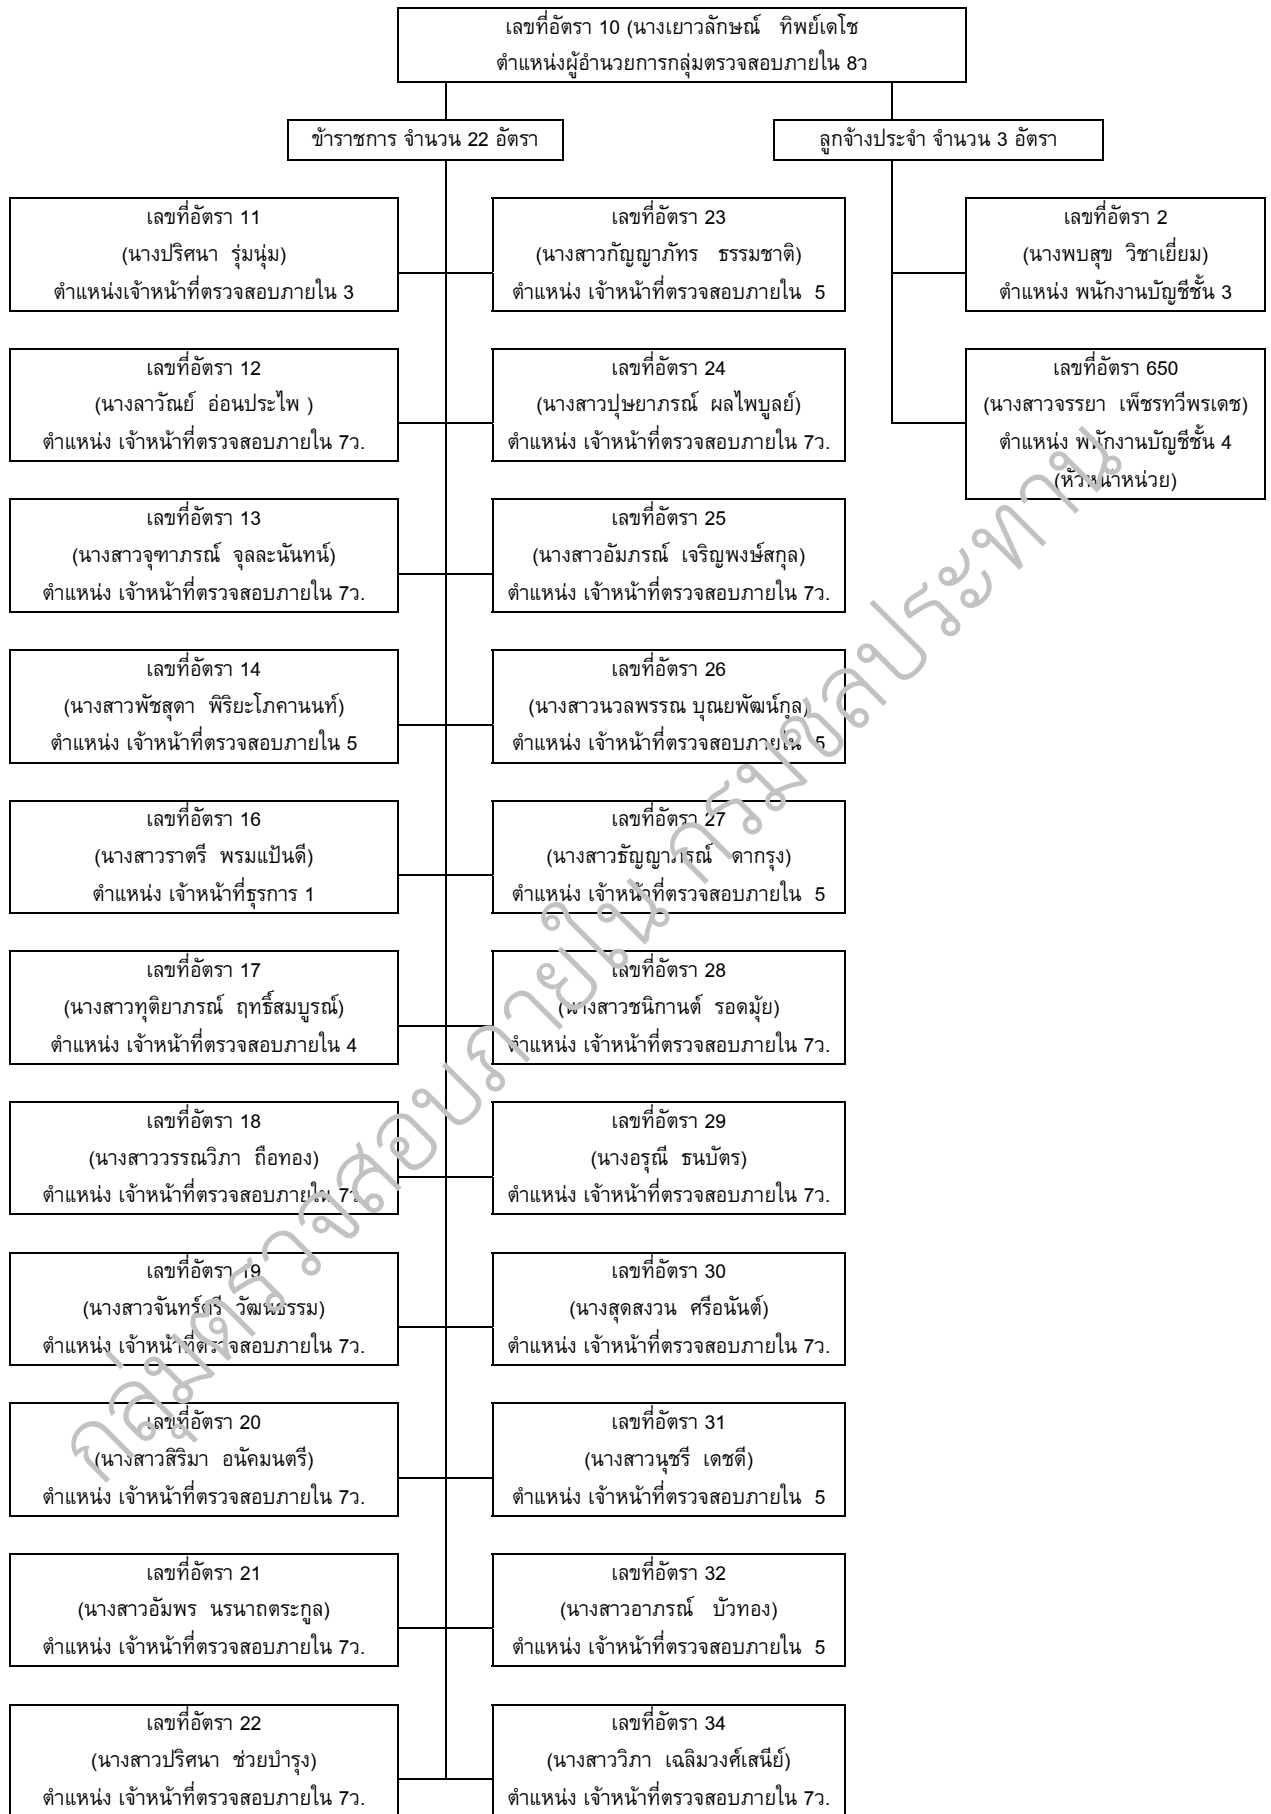 เลขที่อัตรา 10 (นางเยาวลักษณ์ ทิพย์เดโช
ตำแหน่งผู้อำนวยการกลุ่มตรวจสอบภายใน 8ว
ข้าราชการ จำนวน 22 อัตรา
ลูกจ้างประจำ จำนวน 3 อัตรา
เลขที่อัตรา 11
(นางปริศนา รุ่มนุ่ม)
ตำแหน่งเจ้าหน้าที่ตรวจสอบภายใน 3
เลขที่อัตรา 23
(นางสาวกัญญาภัทร ธรรมชาติ)
ตำแหน่ง เจ้าหน้าที่ตรวจสอบภายใน 5
เลขที่อัตรา 2
(นางพบสุข วิชาเยี่ยม)
ตำแหน่ง พนักงานบัญชีชั้น 3
เลขที่อัตรา 12
(นางลาวัณย์ อ่อนประไพ )
ตำแหน่ง เจ้าหน้าที่ตรวจสอบภายใน 7ว.
เลขที่อัตรา 24
(นางสาวปุษยาภรณ์ ผลไพบูลย์)
ตำแหน่ง เจ้าหน้าที่ตรวจสอบภายใน 7ว.
เลขที่อัตรา 650
(นางสาวจรรยา เพ็ชรทวีพรเดช)
ตำแหน่ง พนักงานบัญชีชั้น 4
(หัวหน้าหน่วย)
เลขที่อัตรา 13
(นางสาวจุฑาภรณ์ จุลละนันทน์)
ตำแหน่ง เจ้าหน้าที่ตรวจสอบภายใน 7ว.
เลขที่อัตรา 25
(นางสาวอัมภรณ์ เจริญพงษ์สกุล)
ตำแหน่ง เจ้าหน้าที่ตรวจสอบภายใน 7ว.
เลขที่อัตรา 14
(นางสาวพัชสุดา พิริยะโภคานนท์)
ตำแหน่ง เจ้าหน้าที่ตรวจสอบภายใน 5
เลขที่อัตรา 26
(นางสาวนวลพรรณ บุณยพัฒน์กุล)
ตำแหน่ง เจ้าหน้าที่ตรวจสอบภายใน 5
เลขที่อัตรา 16
(นางสาวราตรี พรมแป้นดี)
ตำแหน่ง เจ้าหน้าที่ธุรการ 1
เลขที่อัตรา 27
(นางสาวธัญญาภรณ์ ดากรุง)
ตำแหน่ง เจ้าหน้าที่ตรวจสอบภายใน 5
เลขที่อัตรา 17
(นางสาวทุติยาภรณ์ ฤทธิ์สมบูรณ์)
ตำแหน่ง เจ้าหน้าที่ตรวจสอบภายใน 4
เลขที่อัตรา 28
(นางสาวชนิกานต์ รอดมุ้ย)
ตำแหน่ง เจ้าหน้าที่ตรวจสอบภายใน 7ว.
เลขที่อัตรา 18
(นางสาววรรณวิภา ถือทอง)
ตำแหน่ง เจ้าหน้าที่ตรวจสอบภายใน 7ว.
เลขที่อัตรา 29
(นางอรุณี ธนบัตร)
ตำแหน่ง เจ้าหน้าที่ตรวจสอบภายใน 7ว.
เลขที่อัตรา 19
(นางสาวจันทร์ตรี วัฒนธรรม)
ตำแหน่ง เจ้าหน้าที่ตรวจสอบภายใน 7ว.
เลขที่อัตรา 30
(นางสุดสงวน ศรีอนันต์)
ตำแหน่ง เจ้าหน้าที่ตรวจสอบภายใน 7ว.
เลขที่อัตรา 20
(นางสาวสิริมา อนัคมนตรี)
ตำแหน่ง เจ้าหน้าที่ตรวจสอบภายใน 7ว.
เลขที่อัตรา 31
(นางสาวนุชรี เดชดี)
ตำแหน่ง เจ้าหน้าที่ตรวจสอบภายใน 5
เลขที่อัตรา 21
(นางสาวอัมพร นรนาถตระกูล)
ตำแหน่ง เจ้าหน้าที่ตรวจสอบภายใน 7ว.
เลขที่อัตรา 32
(นางสาวอาภรณ์ บัวทอง)
ตำแหน่ง เจ้าหน้าที่ตรวจสอบภายใน 5
เลขที่อัตรา 22
(นางสาวปริศนา ช่วยบำรุง)
ตำแหน่ง เจ้าหน้าที่ตรวจสอบภายใน 7ว.
เลขที่อัตรา 34
(นางสาววิภา เฉลิมวงศ์เสนีย์)
ตำแหน่ง เจ้าหน้าที่ตรวจสอบภายใน 7ว.
กลุ่มตรวจสอบภายใน กรมชลประทาน